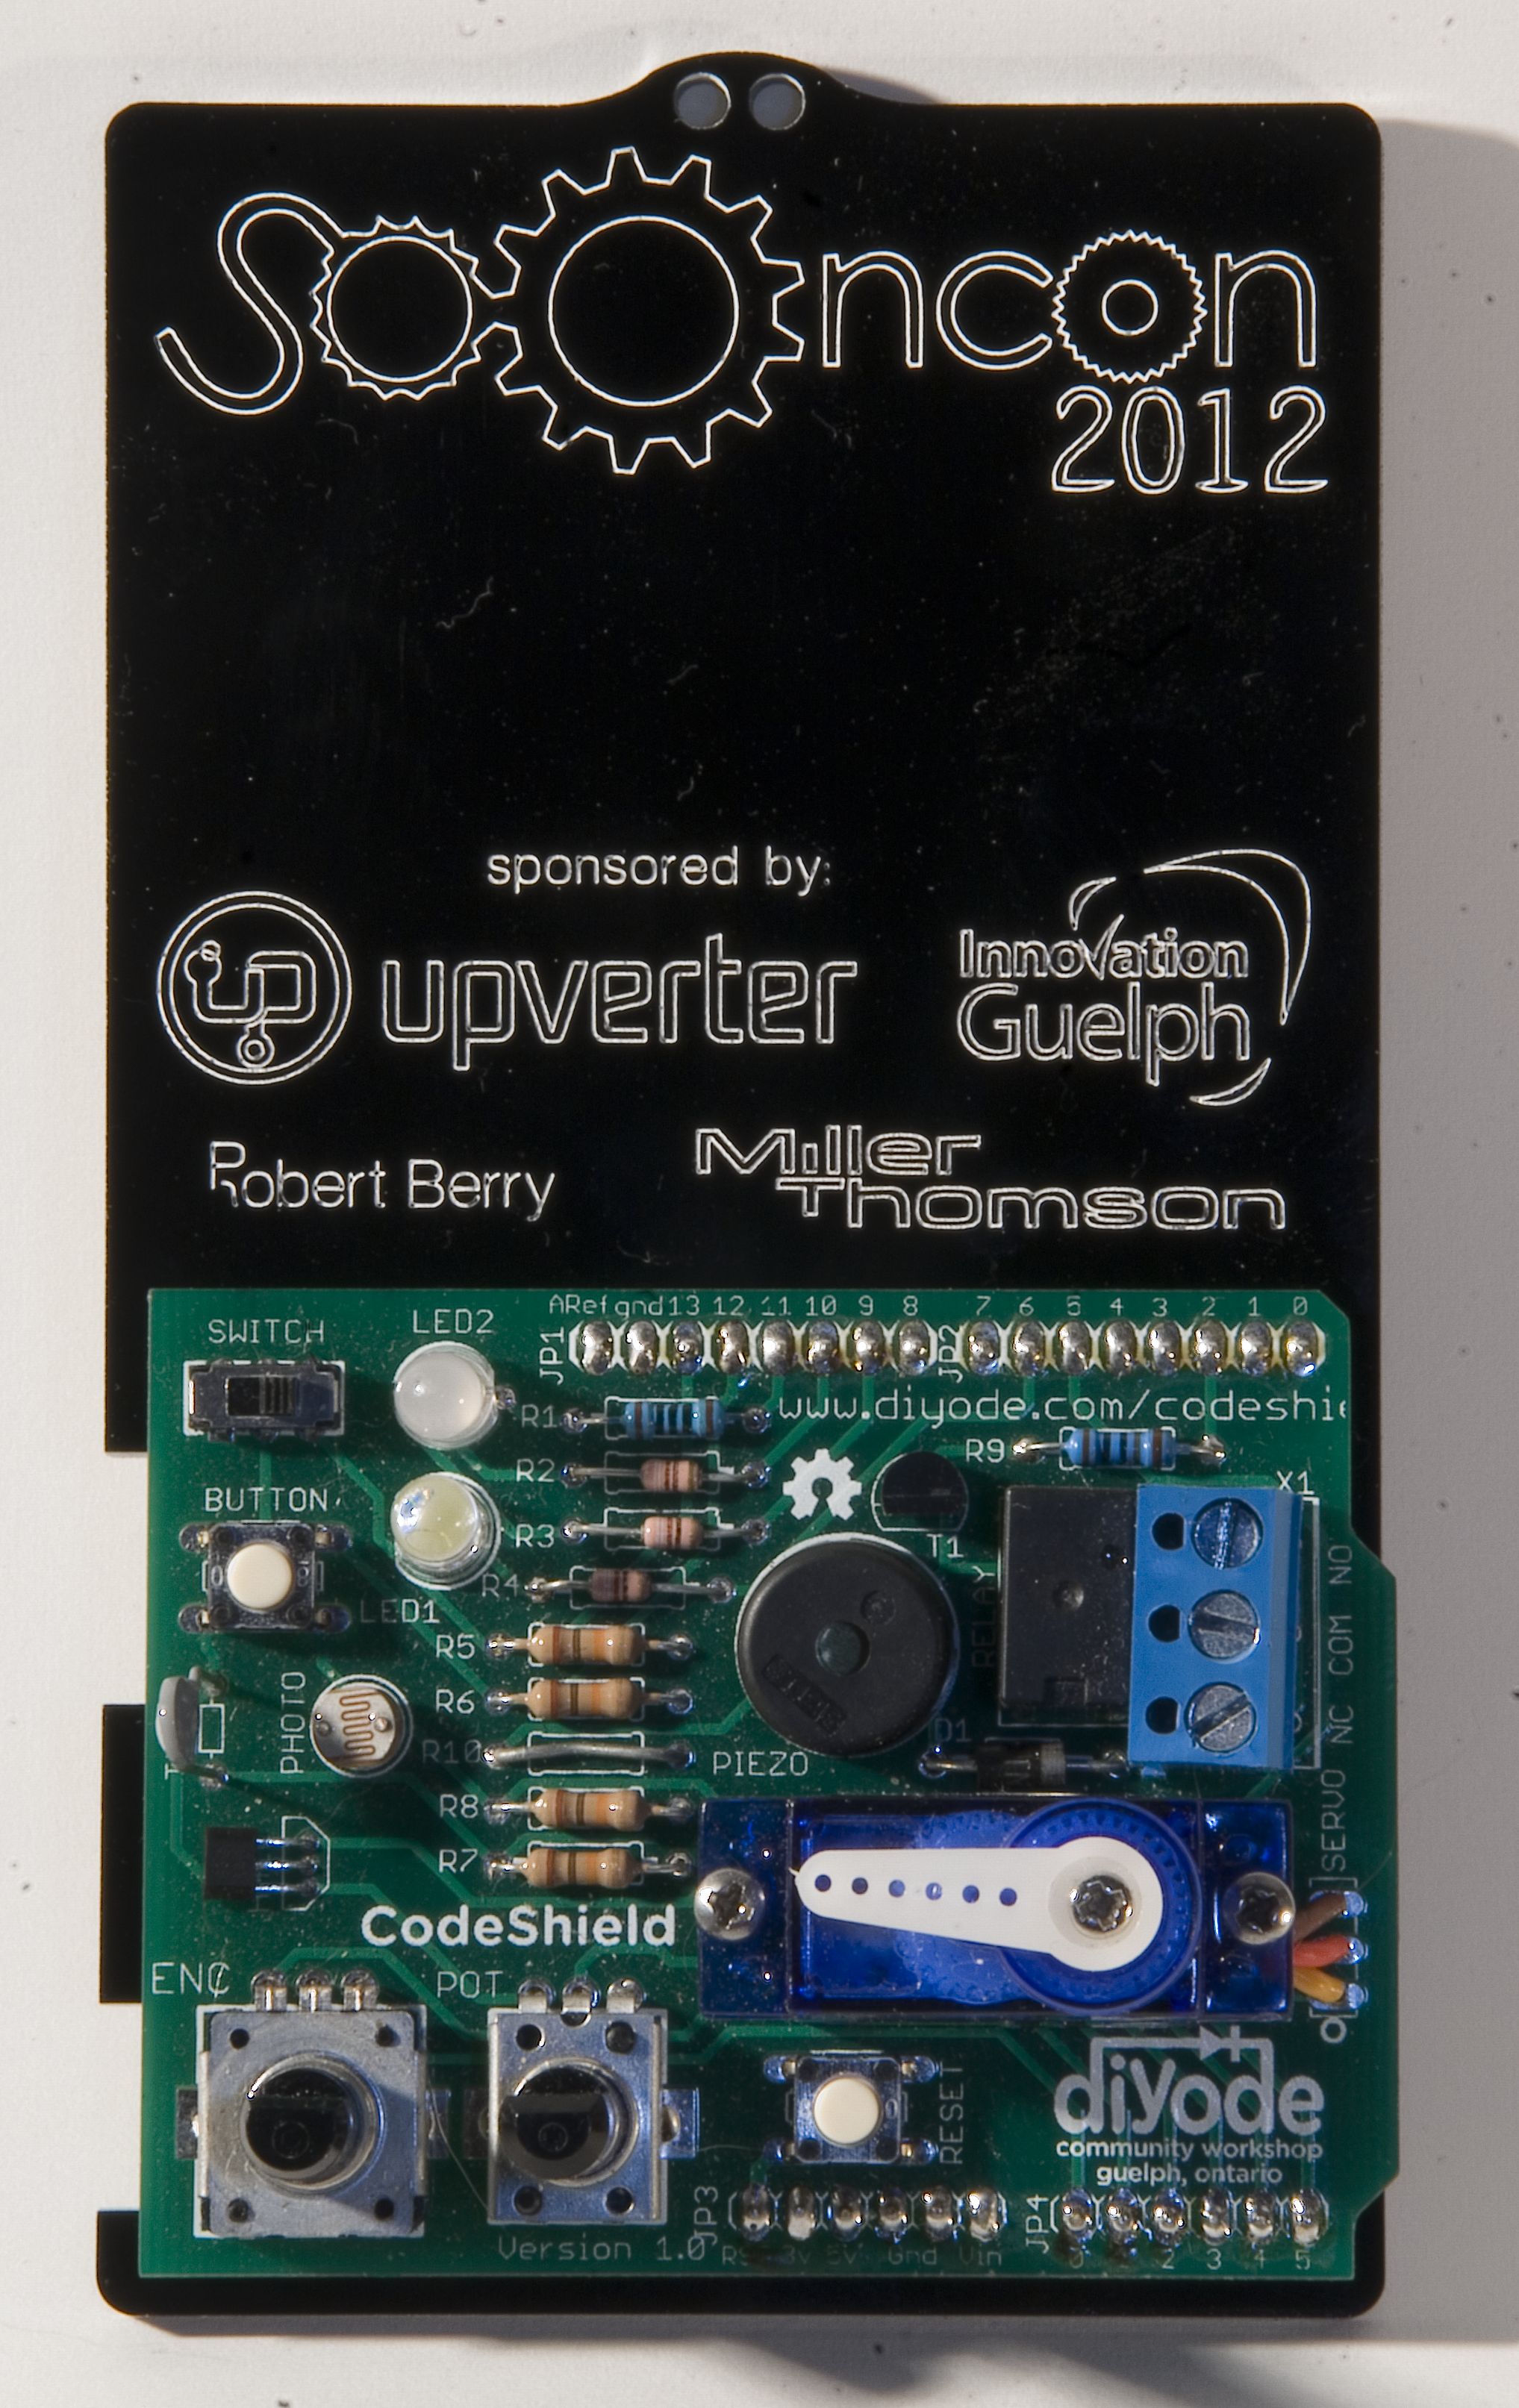 Sooncon
2012
sponsored by:
upverter
Innovation
Guelph
Robert Berry
Miller
Thomson
SWITCH
LED2
JP1
ARef gnd 13 12 11 10 9 8
JP2
7 6 5 4 3 2 1 0
www.diyode.com/codeshie
R1
R9
R2
X1
BUTTON
R3
T1
R4
LED1
RELAY
NC COM NO
R5
PHOTO
R6
D1
R10
PIEZO
R8
SERVO
R7
CodeShield
ENC
POT
RESET
diyode
community workshop
guelph, ontario
JP3
JP4
Version 1.0
3v 5v Gnd Vin
0 1 2 3 4 5